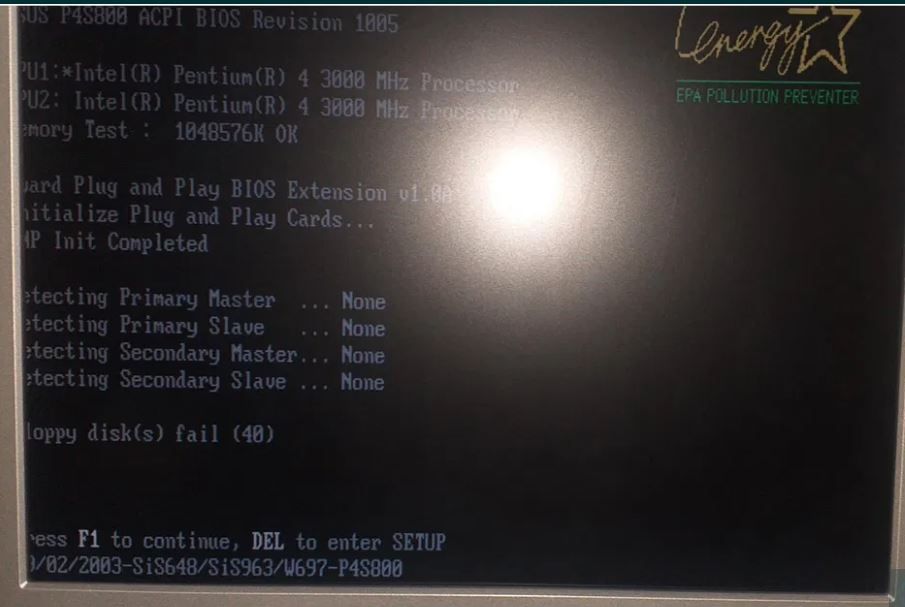 SUS P4S800 ACPI BIOS Revision 1005
energy
EPA POLLUTION PREVENTER
PU1:*Intel(R) Pentium(R) 4 3000 MHz Processor
PU2: Intel(R) Pentium(R) 4 3000 MHz Processor
emory Test : 1048576K OK
ward Plug and Play BIOS Extension v1.0A
nitialize Plug and Play Cards...
NP Init Completed
etecting Primary Master ... None
etecting Primary Slave ... None
etecting Secondary Master... None
etecting Secondary Slave ... None
loppy disk(s) fail (40)
ress F1 to continue, DEL to enter SETUP
/02/2003-SiS648/SiS963/W697-P4S800